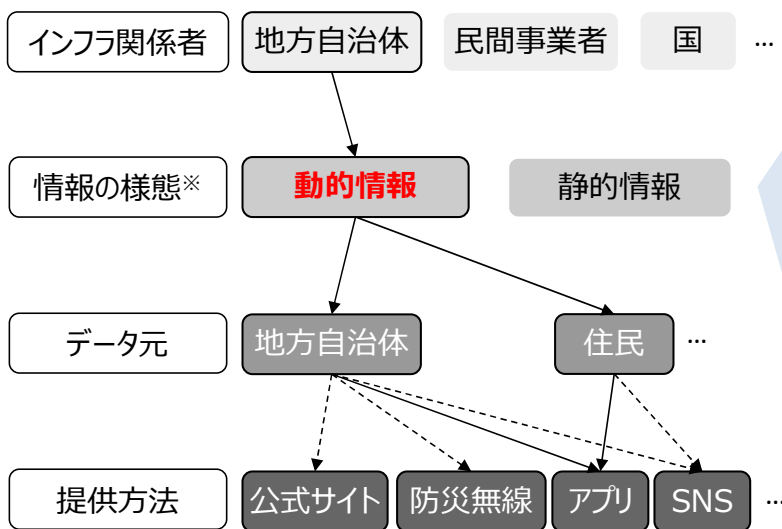 インフラ関係者 地方自治体 民間事業者 国 …
情報の様態※ 動的情報 静的情報
データ元 地方自治体 住民 …
提供方法 公式サイト 防災無線 アプリ SNS …